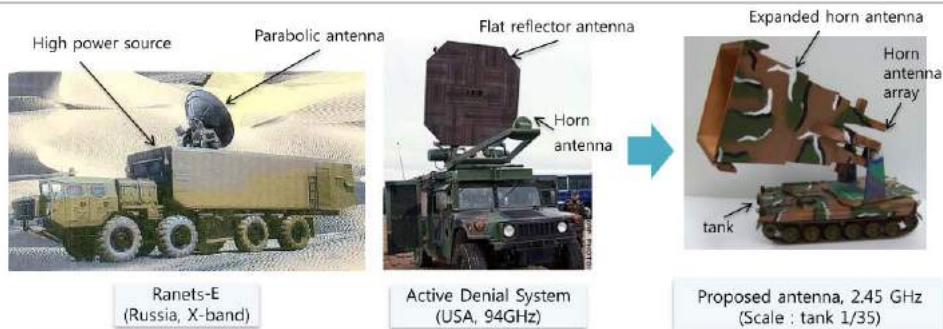 High power source
Parabolic antenna
Ranets-E
(Russia, X-band)
Flat reflector antenna
Horn
antenna
Active Denial System
(USA, 94GHz)
Expanded horn antenna
Horn
antenna
array
tank
Proposed antenna, 2.45 GHz
(Scale : tank 1/35)